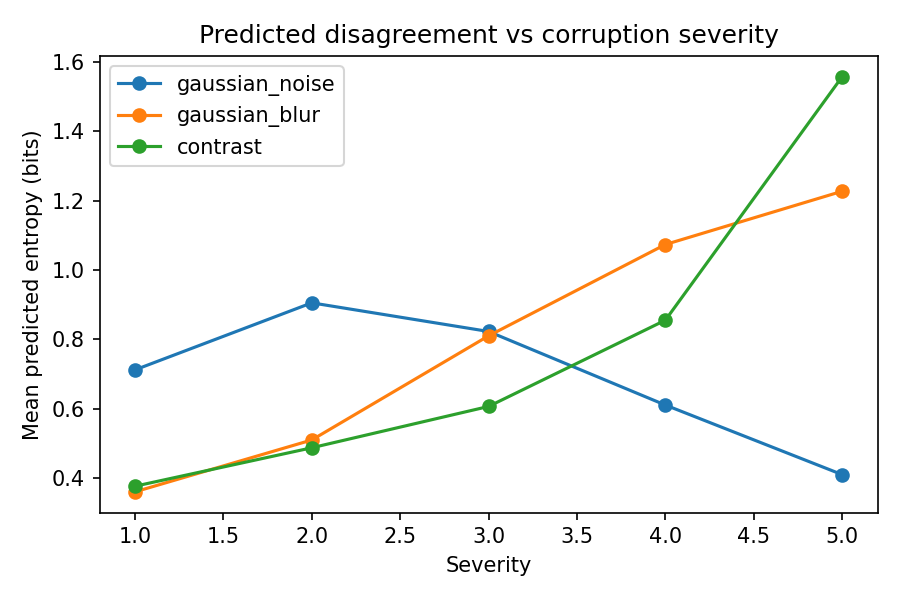 Predicted disagreement vs corruption severity
gaussian_noise
gaussian_blur
contrast
Mean predicted entropy (bits)
1.6
1.4
1.2
1.0
0.8
0.6
0.4
1.0 1.5 2.0 2.5 3.0 3.5 4.0 4.5 5.0
Severity